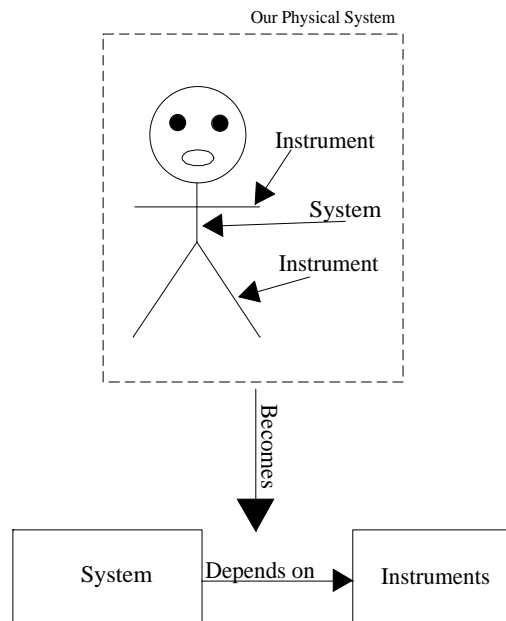 Our Physical System
Instrument
System
Instrument
Becomes
System
Depends on
Instruments